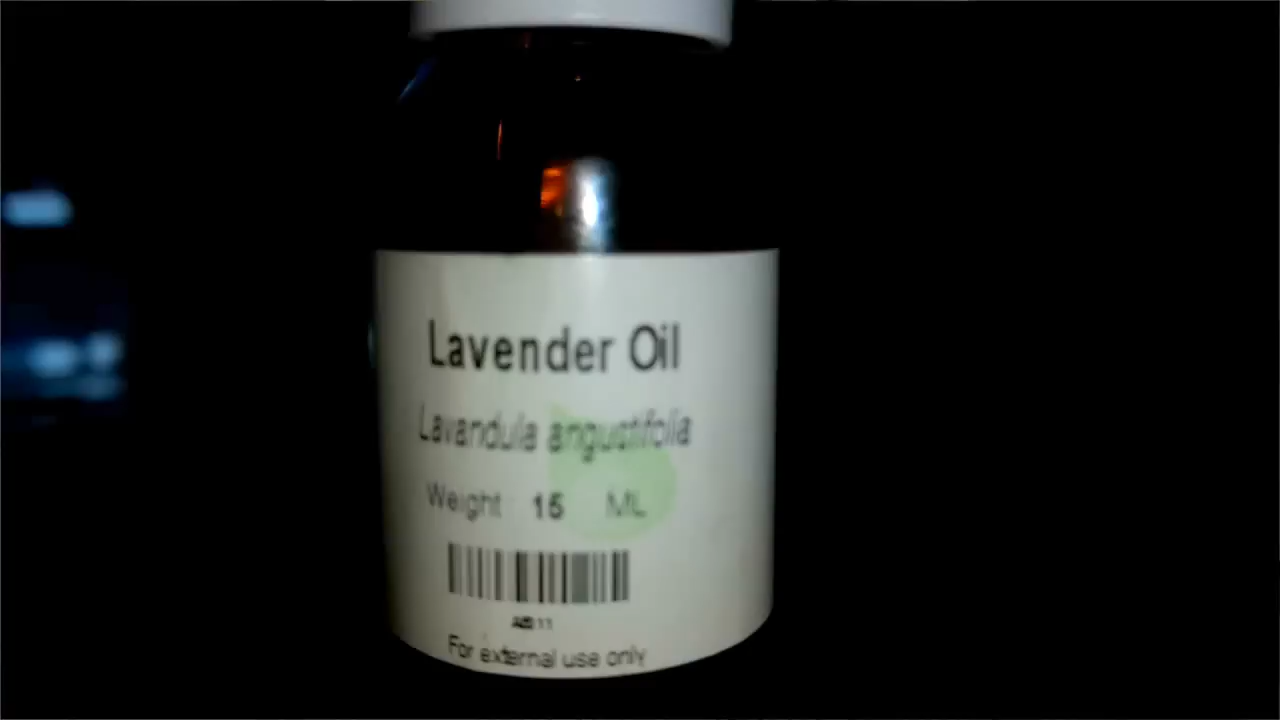 Lavender Oil
Lavandula angustifolia
Weight 15 ML
For external use only